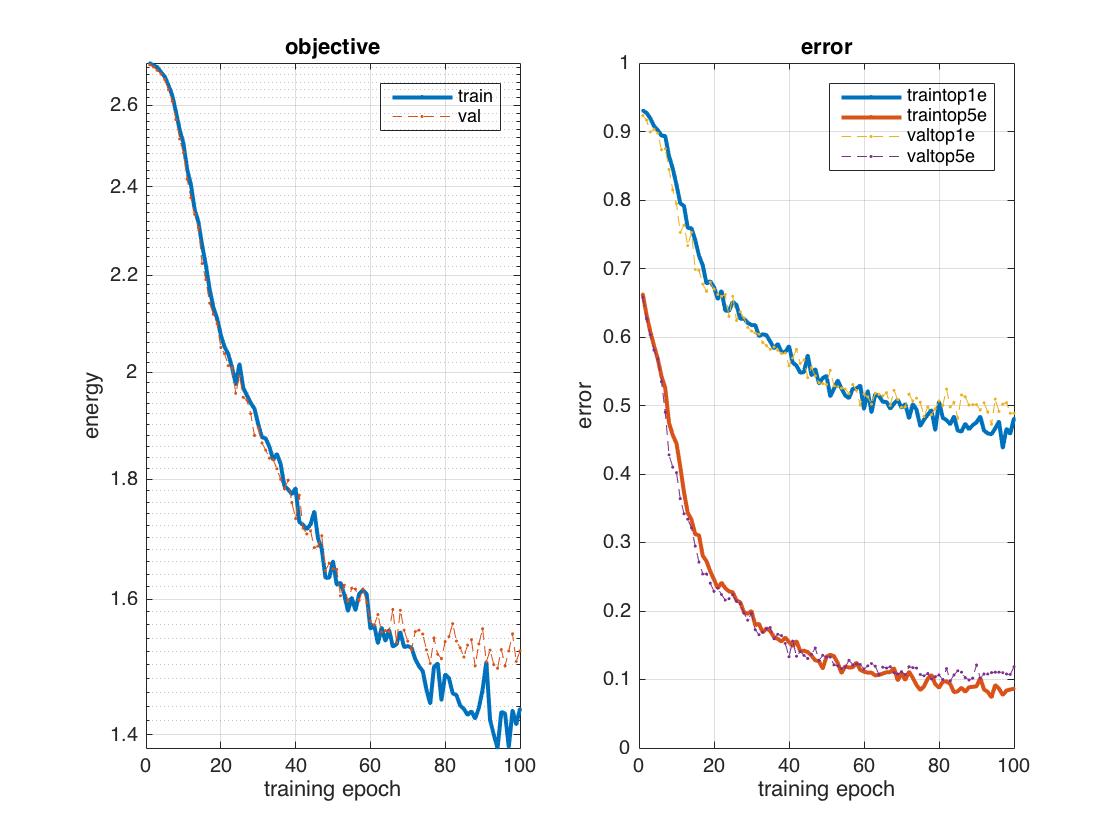 objective
energy
2.6
2.4
2.2
2
1.8
1.6
1.4
train
val
0 20 40 60 80 100
training epoch
error
error
1
0.9
0.8
0.7
0.6
0.5
0.4
0.3
0.2
0.1
0
traintop1e
traintop5e
valtop1e
valtop5e
0 20 40 60 80 100
training epoch